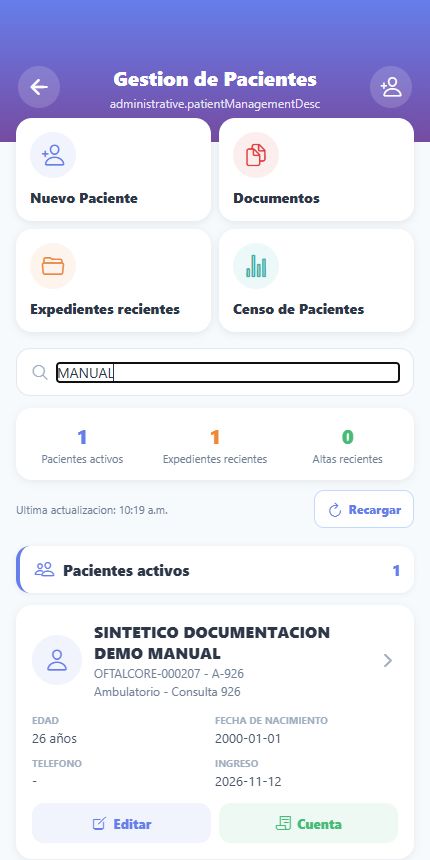 Gestion de Pacientes
administrative.patientManagementDesc
Nuevo Paciente
Documentos
Expedientes recientes
Censo de Pacientes
MANUAL
1
Pacientes activos
1
Expedientes recientes
0
Altas recientes
Ultima actualizacion: 10:19 a.m.
Recargar
Pacientes activos
1
SINTETICO DOCUMENTACION
DEMO MANUAL
OFTALCORE-000207 - A-926
Ambulatorio - Consulta 926
EDAD
26 años
FECHA DE NACIMIENTO
2000-01-01
TELEFONO
-
INGRESO
2026-11-12
Editar
Cuenta